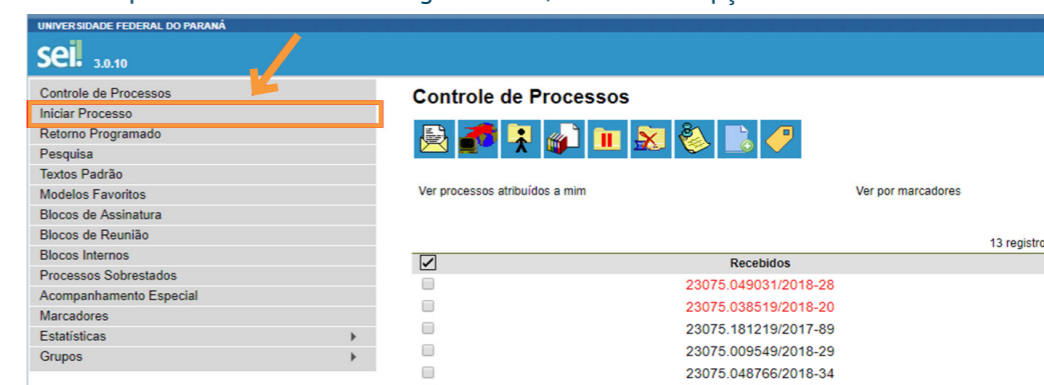 UNIVERSIDADE FEDERAL DO PARANÁ
sei! 3.0.10
Controle de Processos
Iniciar Processo
Retorno Programado
Pesquisa
Textos Padrão
Modelos Favoritos
Blocos de Assinatura
Blocos de Reunião
Blocos Internos
Processos Sobrestados
Acompanhamento Especial
Marcadores
Estatísticas
Grupos
Controle de Processos
Ver processos atribuídos a mim
Ver por marcadores
13 registro
Recebidos
23075.049031/2018-28
23075.038519/2018-20
23075.181219/2017-89
23075.009549/2018-29
23075.048766/2018-34